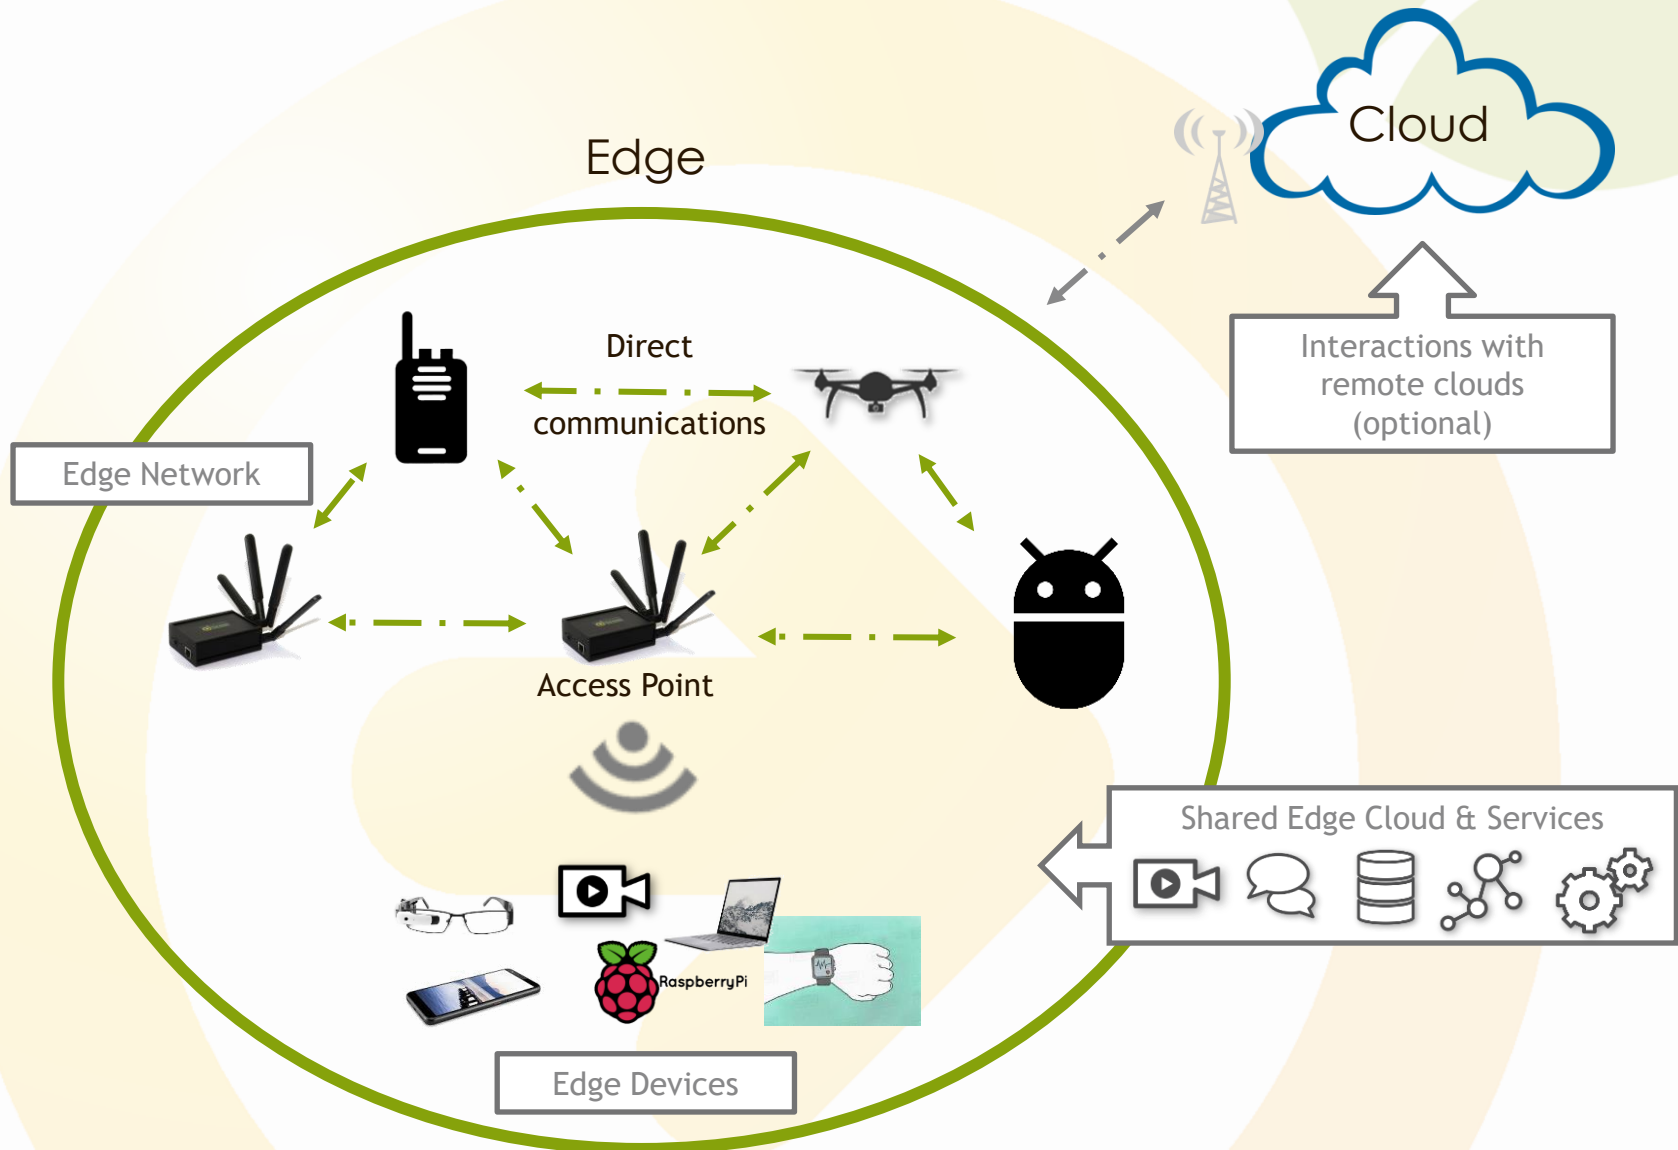 Cloud
Edge
Interactions with
remote clouds
(optional)
Direct
communications
Edge Network
Access Point
Shared Edge Cloud & Services
RaspberryPi
Edge Devices